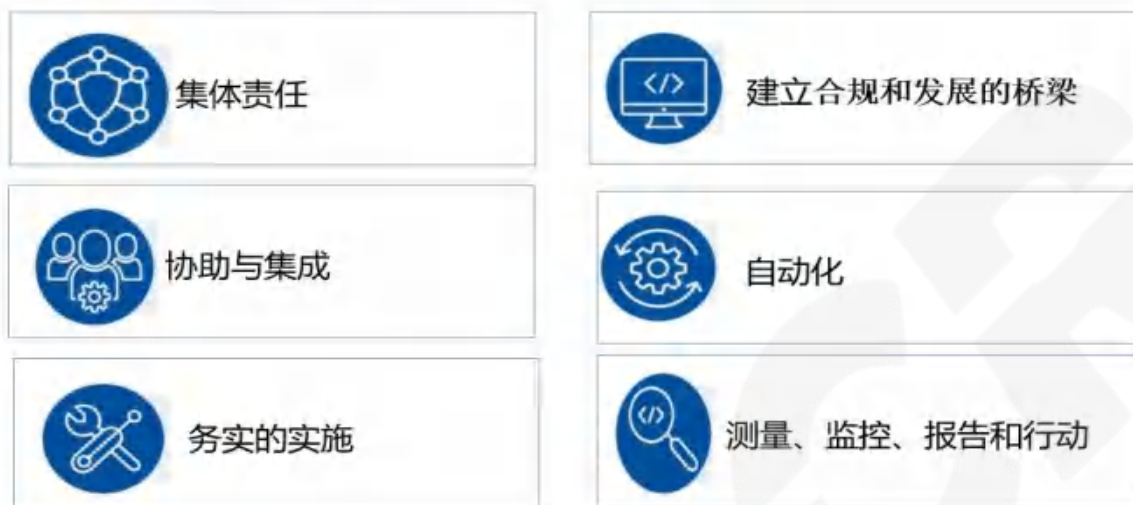 集体责任
建立合规和发展的桥梁
协助与集成
自动化
务实的实施
测量、监控、报告和行动